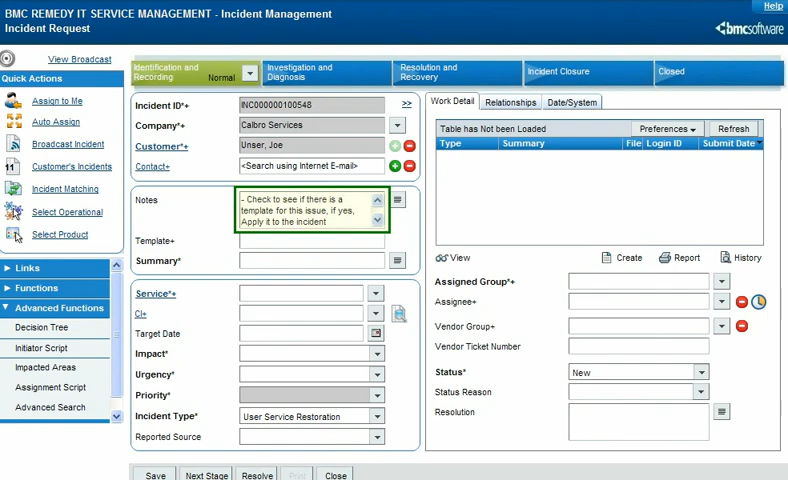 BMC REMEDY IT SERVICE MANAGEMENT - Incident Management
Help
Incident Request
bmcsoftware
View Broadcast
Quick Actions
Assign to Me
Auto Assign
Broadcast Incident
11 Customer's Incidents
Incident Matching
Select Operational
Select Product
Links
Functions
Advanced Functions
Decision Tree
Initiator Script
Impacted Areas
Assignment Script
Advanced Search
Identification and
Recording
Normal
Investigation and
Diagnosis
Resolution and
Recovery
Incident Closure
Closed
Incident ID*+ INC000000100548 >>
Company*+ Calbro Services
Customer*+ Unser, Joe
Contact+ <Search using Internet E-mail>
Notes
- Check to see if there is a
template for this issue, if yes,
Apply it to the incident
Template+
Summary*
Service*+
CI+
Target Date
Impact*
Urgency*
Priority*
Incident Type* User Service Restoration
Reported Source
Work Detail Relationships Date/System
Table has Not been Loaded Preferences Refresh
Type Summary File Login ID Submit Date
View Create Report History
Assigned Group*+
Assignee+
Vendor Group+
Vendor Ticket Number
Status* New
Status Reason
Resolution
Save Next Stage Resolve Print Close